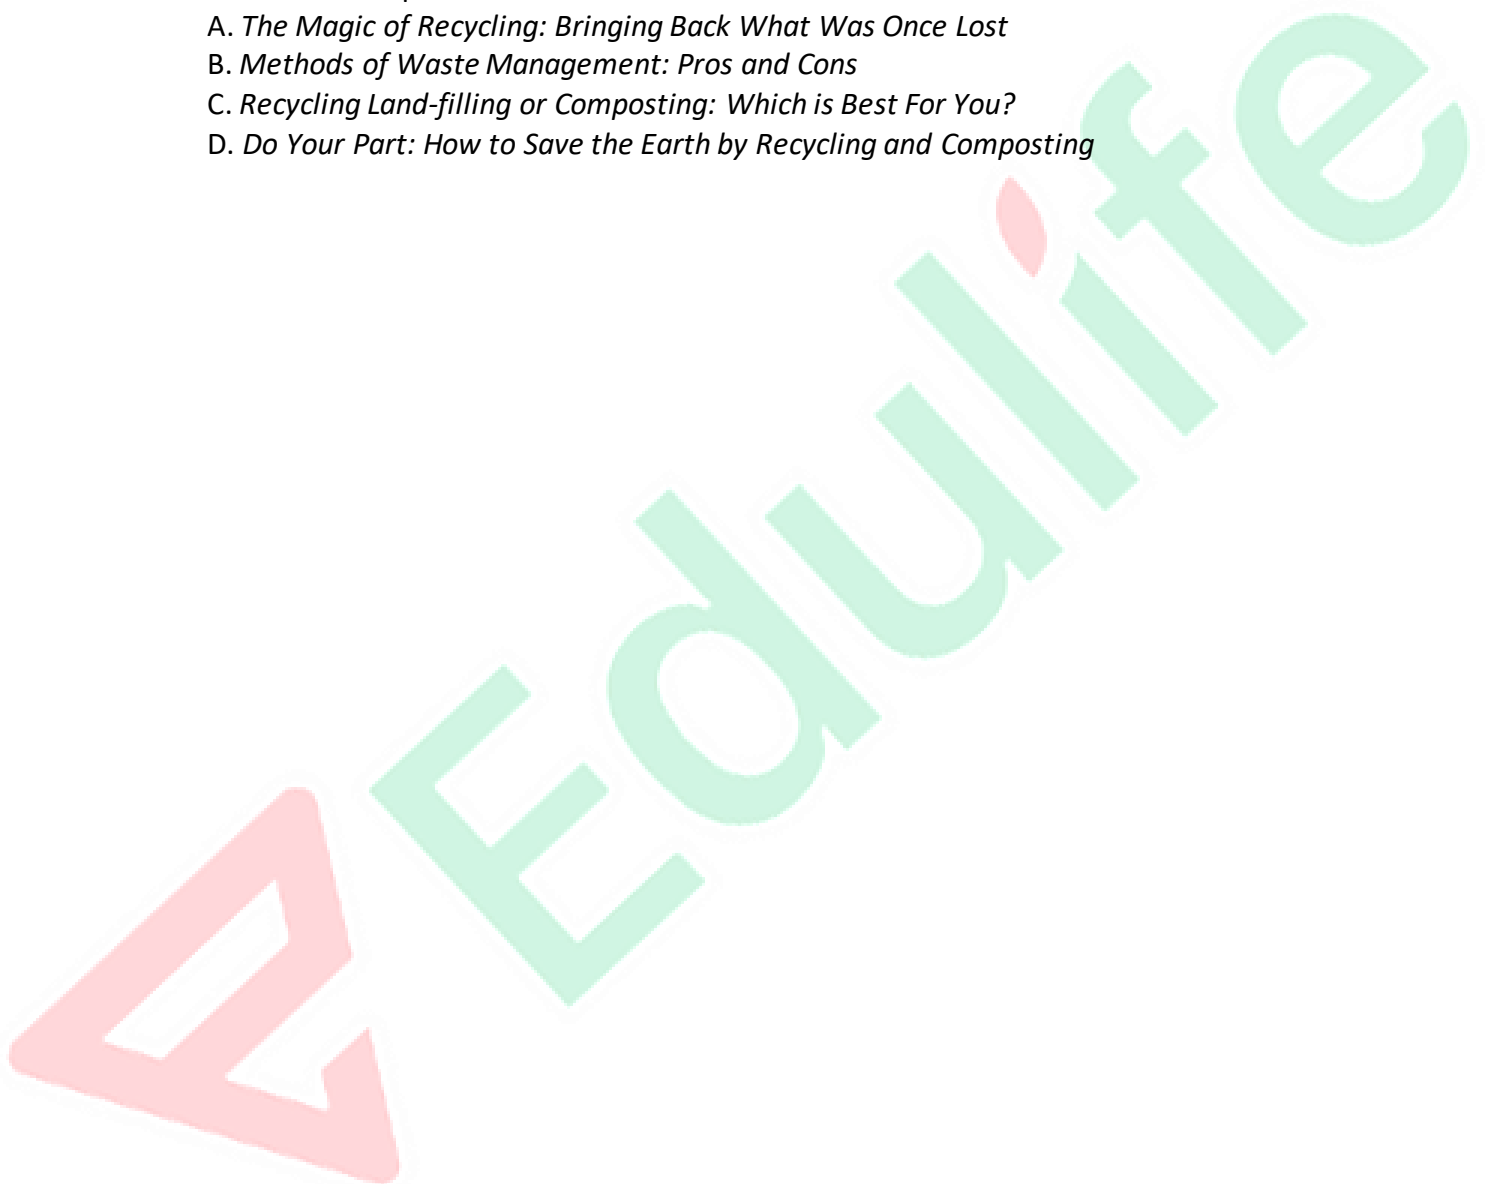 A. The Magic of Recycling: Bringing Back What Was Once Lost
B. Methods of Waste Management: Pros and Cons
C. Recycling Land-filling or Composting: Which is Best For You?
D. Do Your Part: How to Save the Earth by Recycling and Composting
Edulife